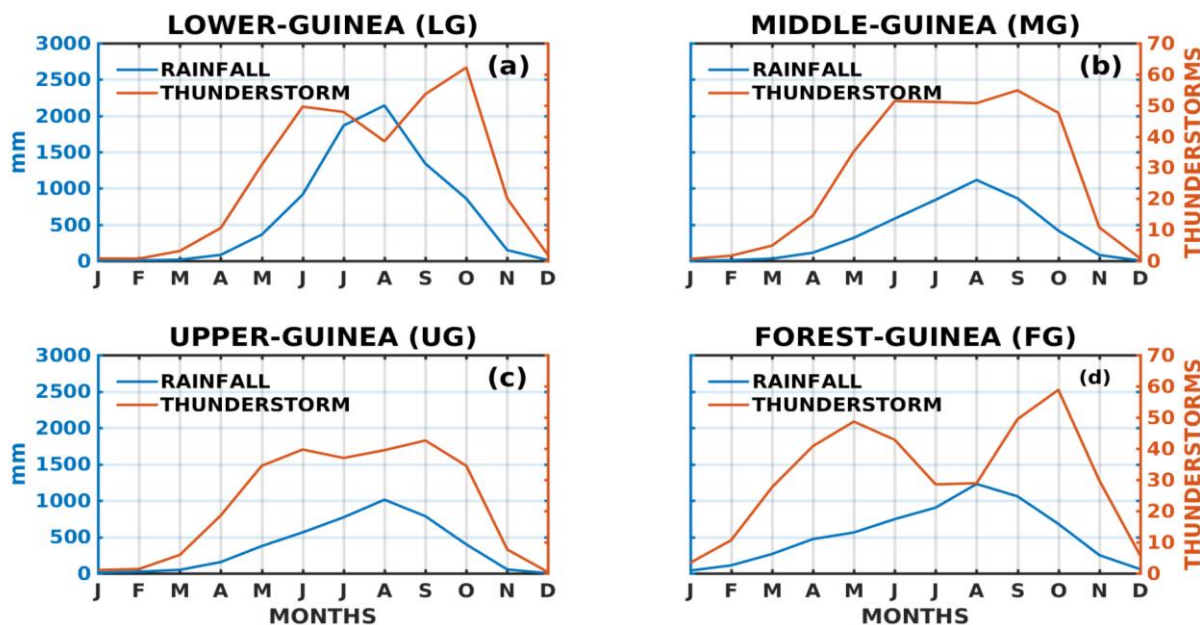 LOWER-GUINEA (LG)
3000
2500
2000
1500
1000
500
0
mm
RAINFALL
THUNDERSTORM
(a)
J F M A M J J A S O N D
MIDDLE-GUINEA (MG)
RAINFALL
THUNDERSTORM
(b)
70
60
50
40
30
20
10
0
THUNDERSTORMS
J F M A M J J A S O N D
UPPER-GUINEA (UG)
3000
2500
2000
1500
1000
500
0
mm
RAINFALL
THUNDERSTORM
(c)
J F M A M J J A S O N D
MONTHS
FOREST-GUINEA (FG)
RAINFALL
THUNDERSTORM
(d)
70
60
50
40
30
20
10
0
THUNDERSTORMS
J F M A M J J A S O N D
MONTHS